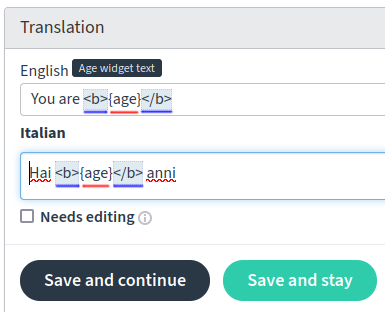 Translation
English Age widget text
You are <b>{age}</b>
Italian
Hai <b>{age}</b> anni
Needs editing
Save and continue Save and stay